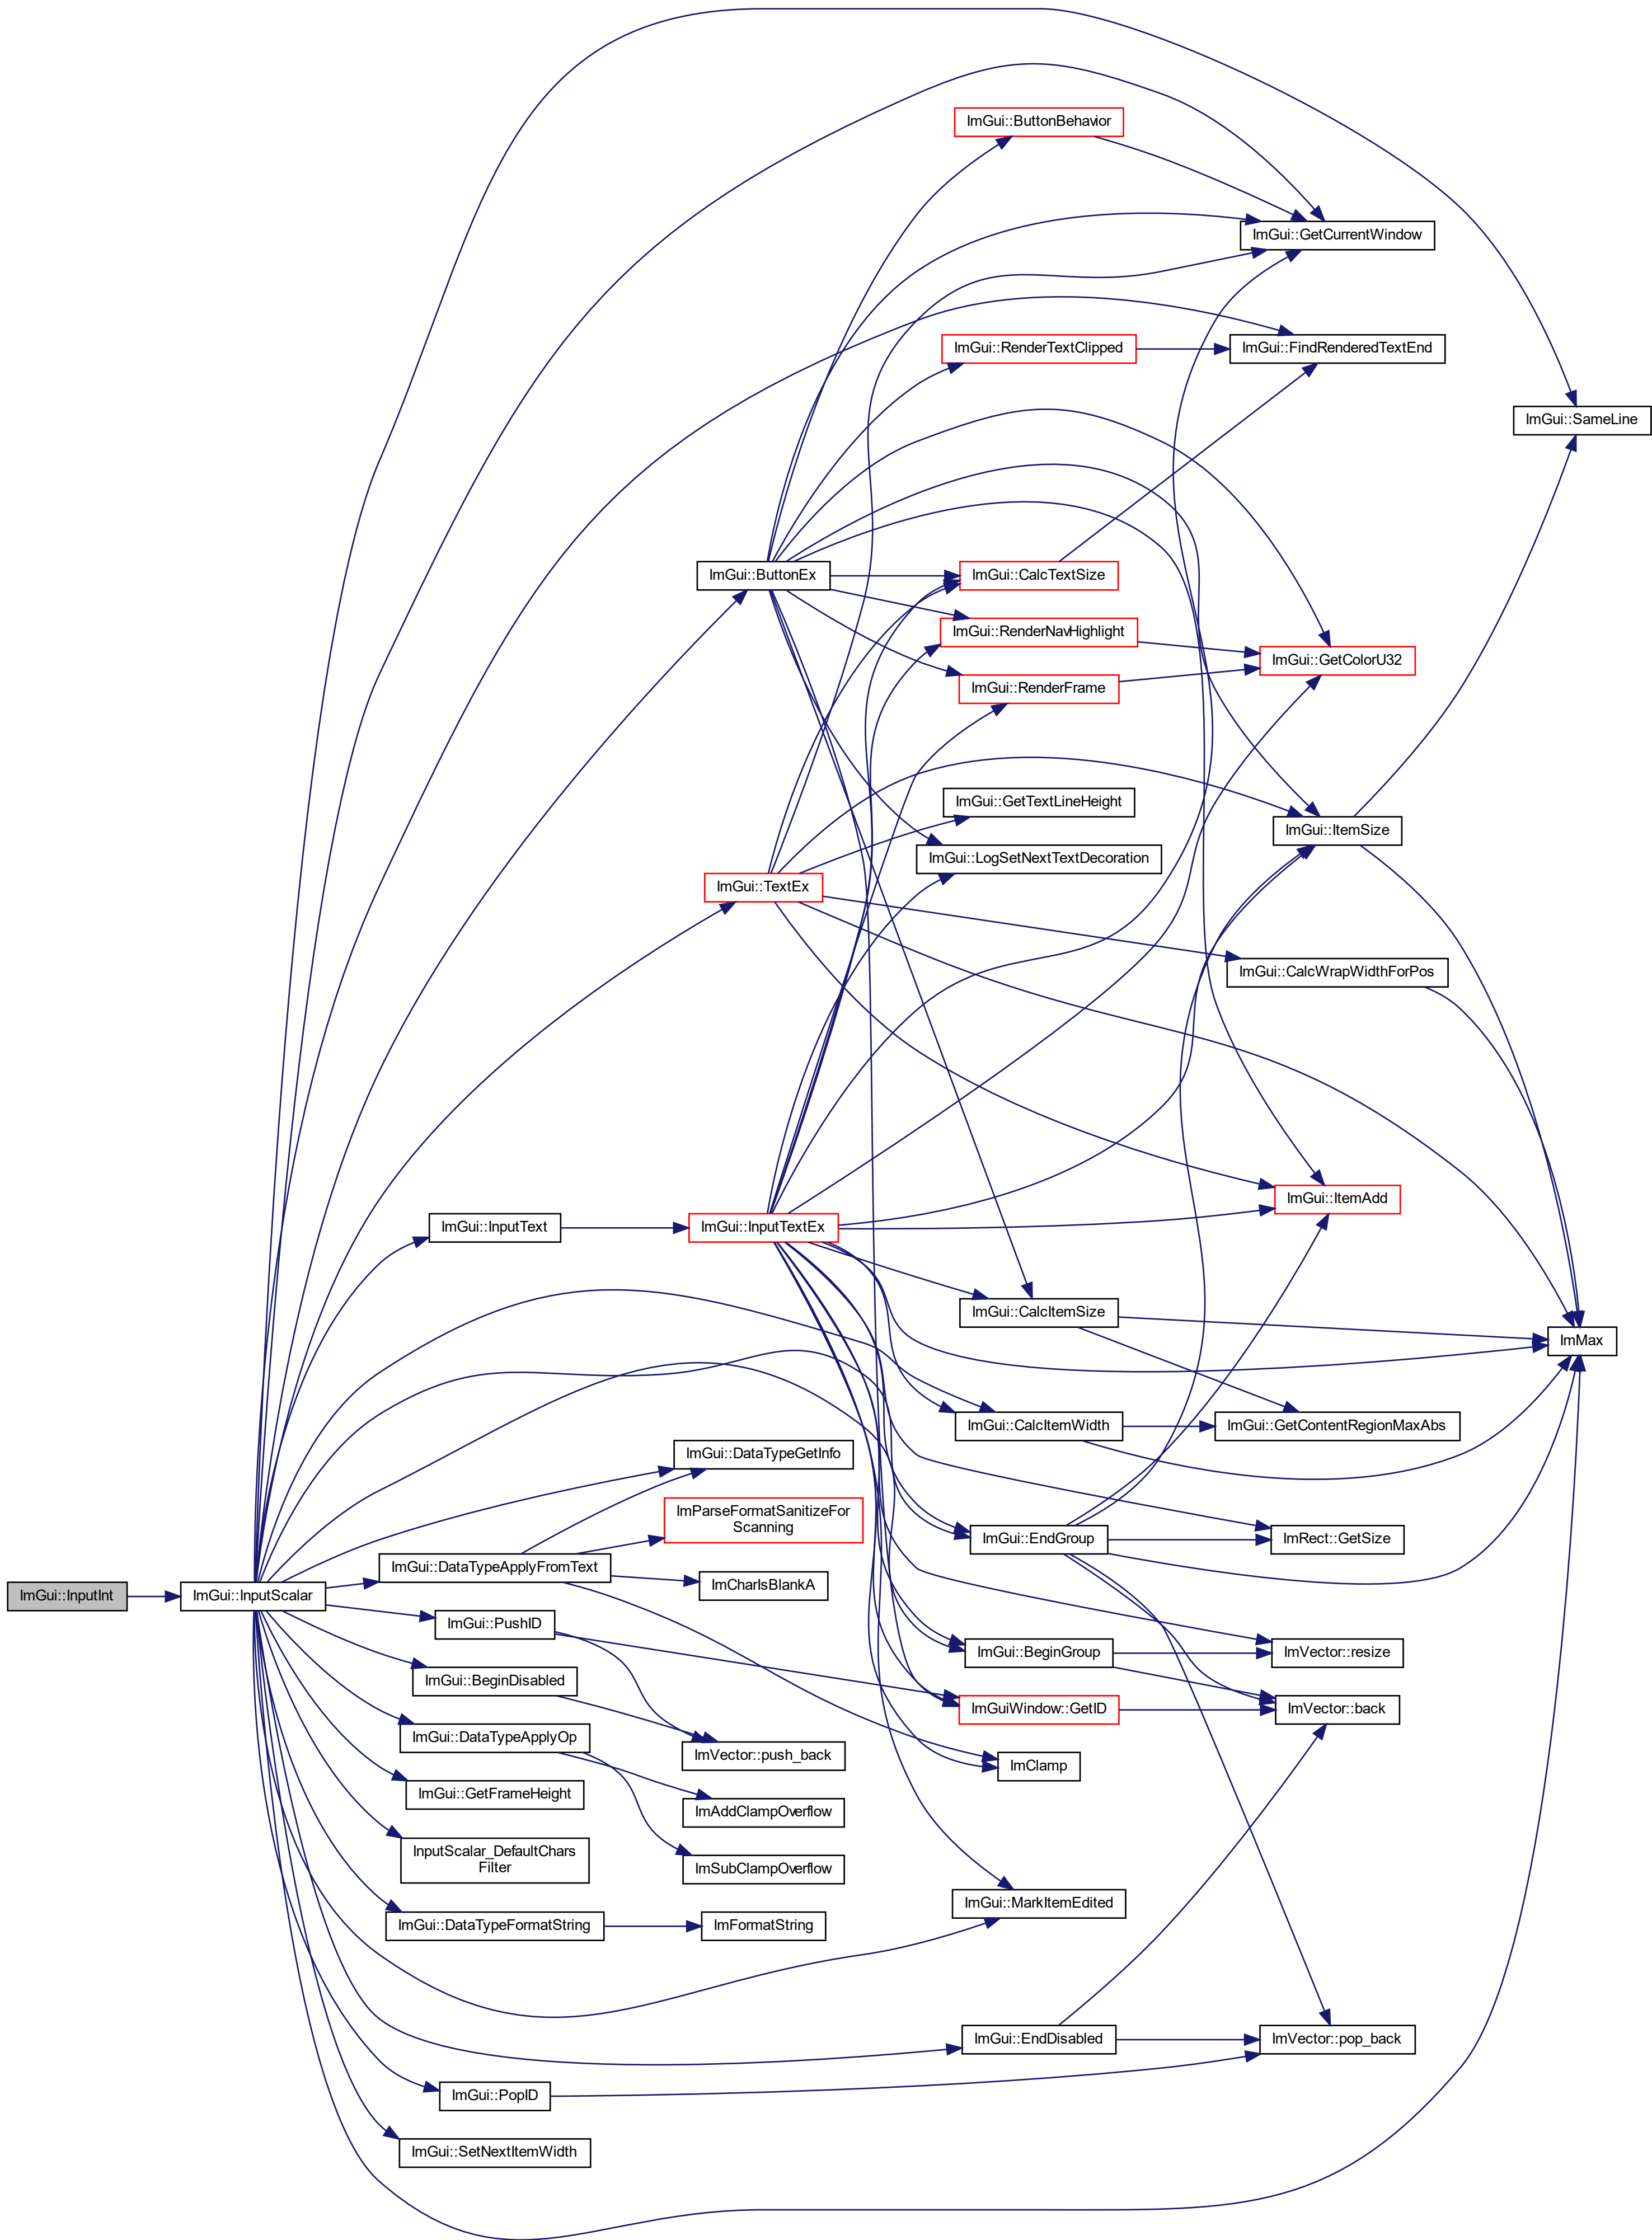 ImGui::ButtonBehavior
ImGui::GetCurrentWindow
ImGui::RenderTextClipped
ImGui::FindRenderedTextEnd
ImGui::SameLine
ImGui::ButtonEx
ImGui::CalcTextSize
ImGui::RenderNavHighlight
ImGui::GetColorU32
ImGui::RenderFrame
ImGui::GetTextLineHeight
ImGui::ItemSize
ImGui::LogSetNextTextDecoration
ImGui::TextEx
ImGui::CalcWrapWidthForPos
ImGui::ItemAdd
ImGui::InputText
ImGui::InputTextEx
ImGui::CalcItemSize
ImMax
ImGui::CalcItemWidth
ImGui::GetContentRegionMaxAbs
ImGui::DataTypeGetInfo
ImParseFormatSanitizeFor
Scanning
ImGui::EndGroup
ImRect::GetSize
ImGui::DataTypeApplyFromText
ImCharIsBlankA
ImGui::InputInt
ImGui::InputScalar
ImGui::PushID
ImGui::BeginGroup
ImVector::resize
ImGui::BeginDisabled
ImGuiWindow::GetID
ImVector::back
ImGui::DataTypeApplyOp
ImVector::push_back
ImClamp
ImGui::GetFrameHeight
ImAddClampOverflow
InputScalar_DefaultChars
Filter
ImSubClampOverflow
ImGui::MarkItemEdited
ImGui::DataTypeFormatString
ImFormatString
ImGui::EndDisabled
ImVector::pop_back
ImGui::PopID
ImGui::SetNextItemWidth